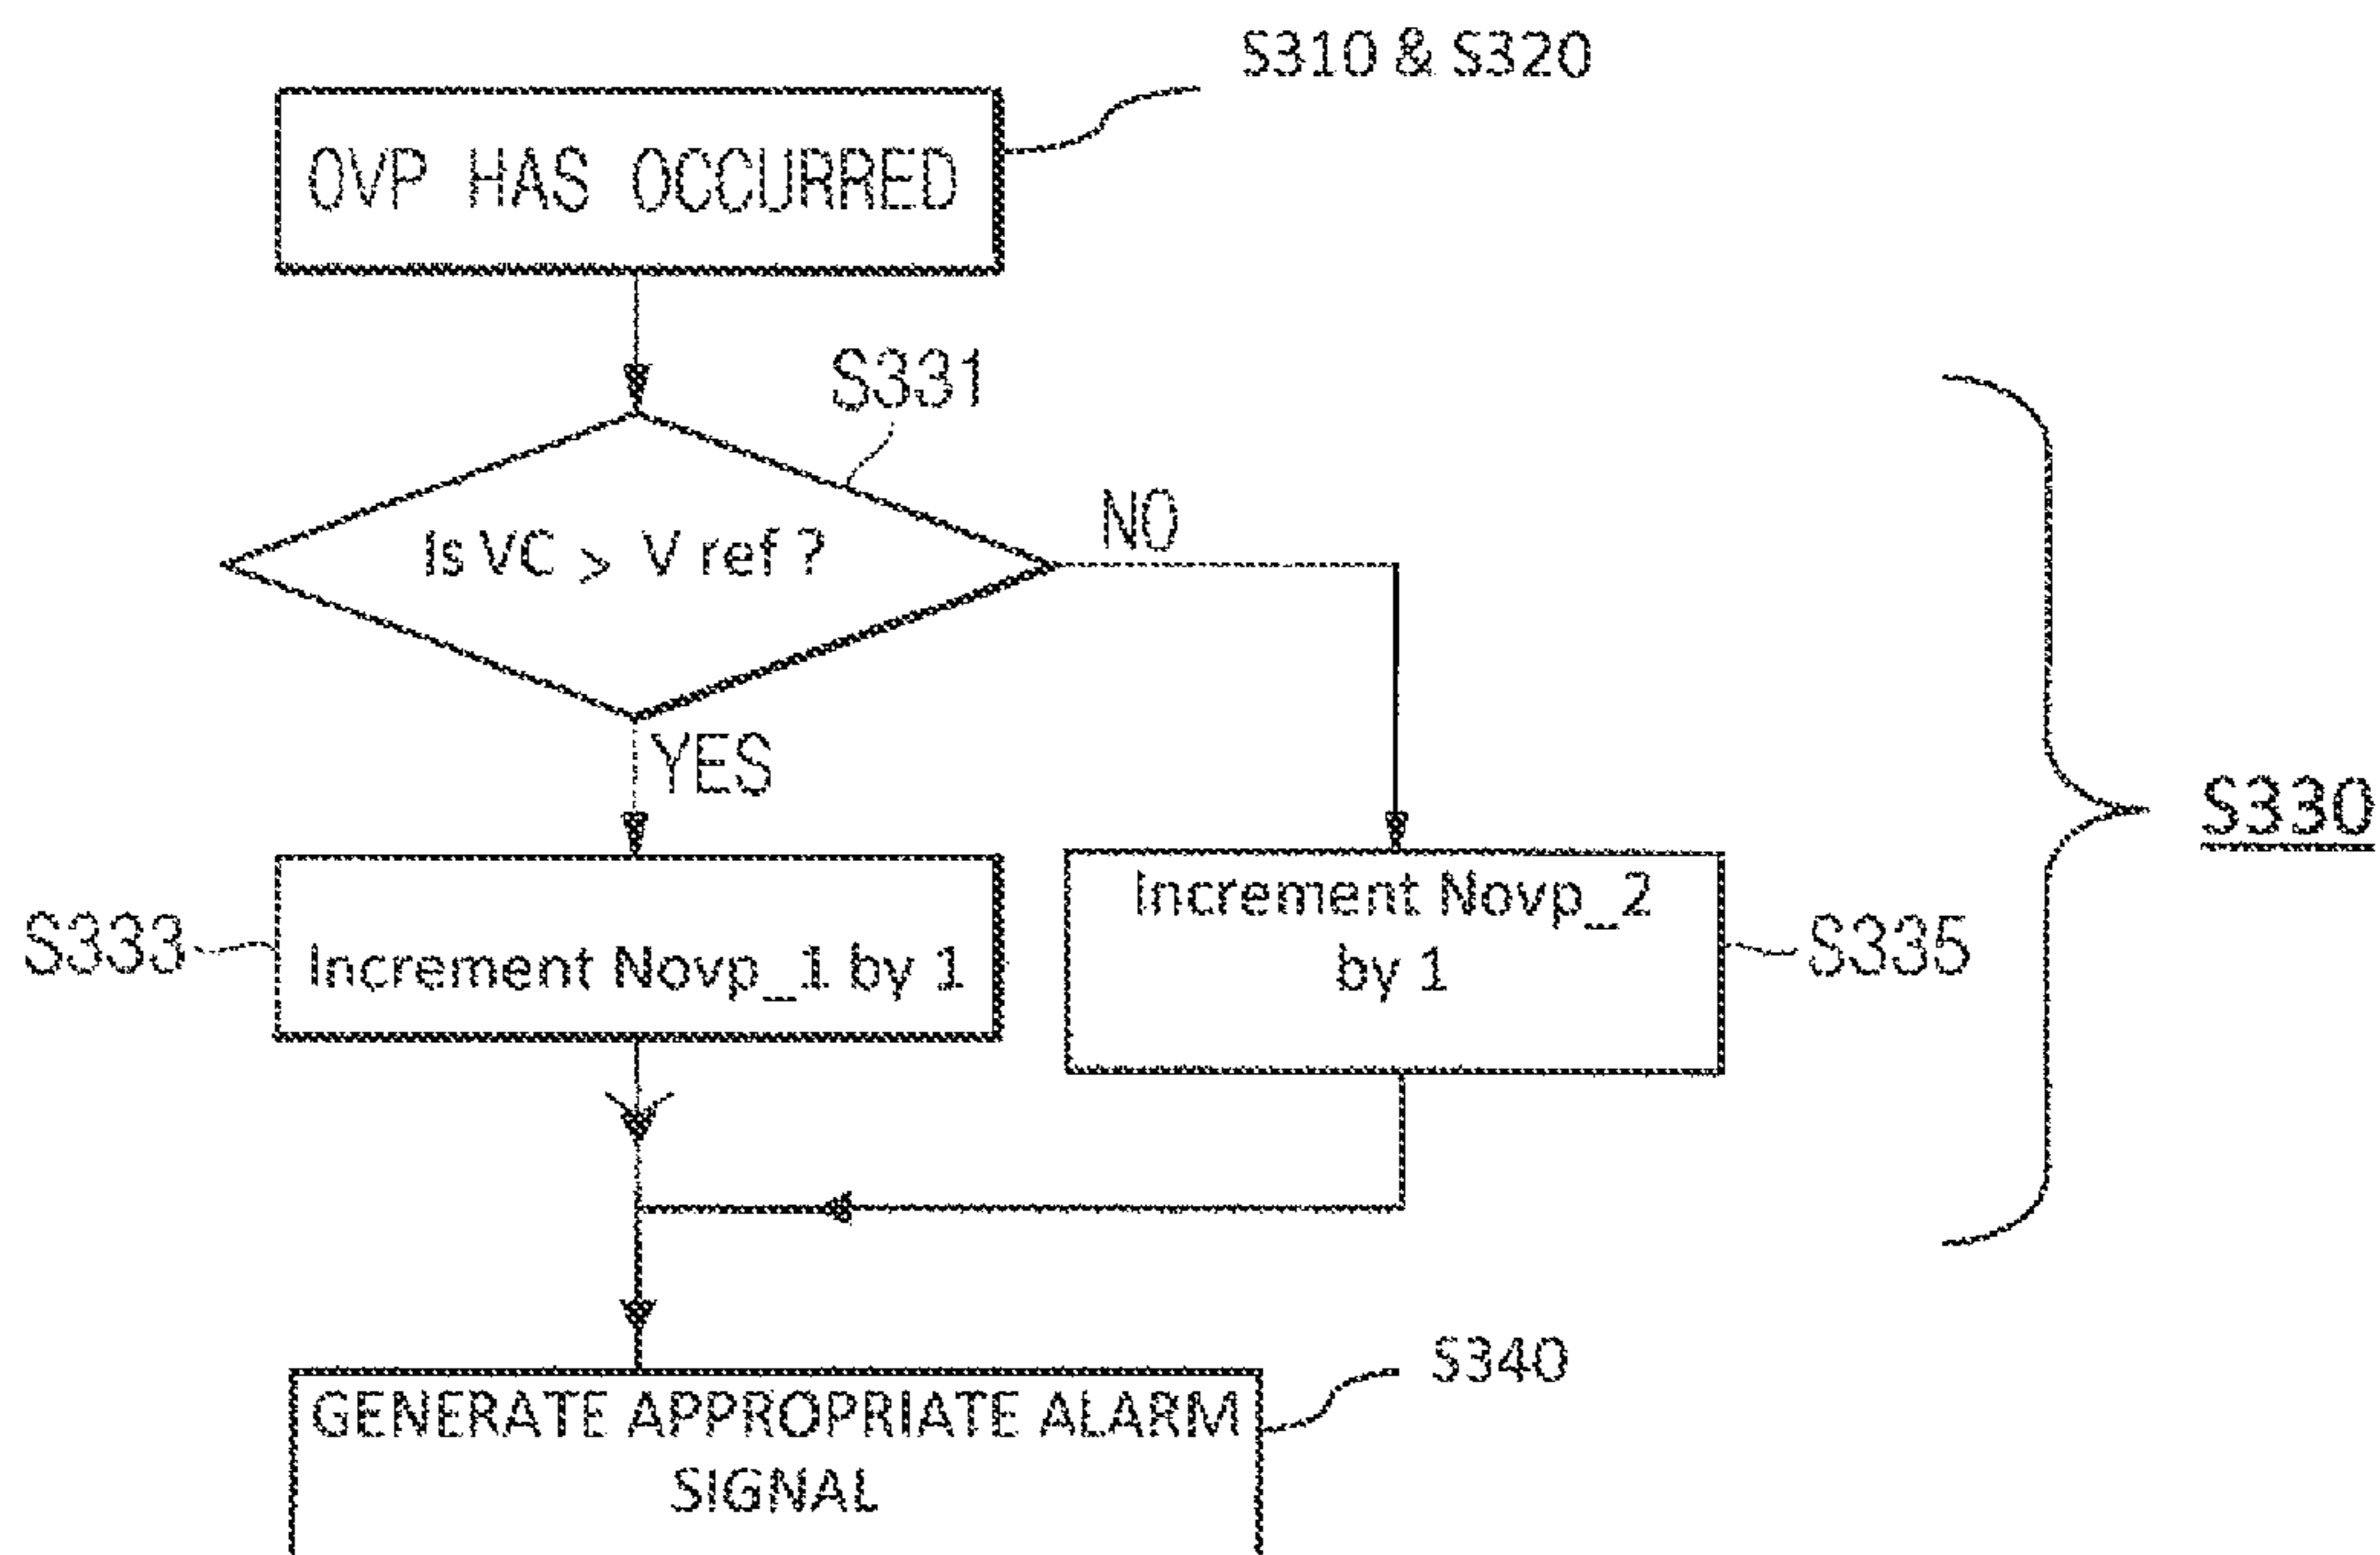 S310 & S320
OVP HAS OCCURRED
S331
Is VC > V ref ?
NO
YES
S330
Increment Novp_2
by 1
S333
Increment Novp_1 by 1
S335
S340
GENERATE APPROPRIATE ALARM
SIGNAL